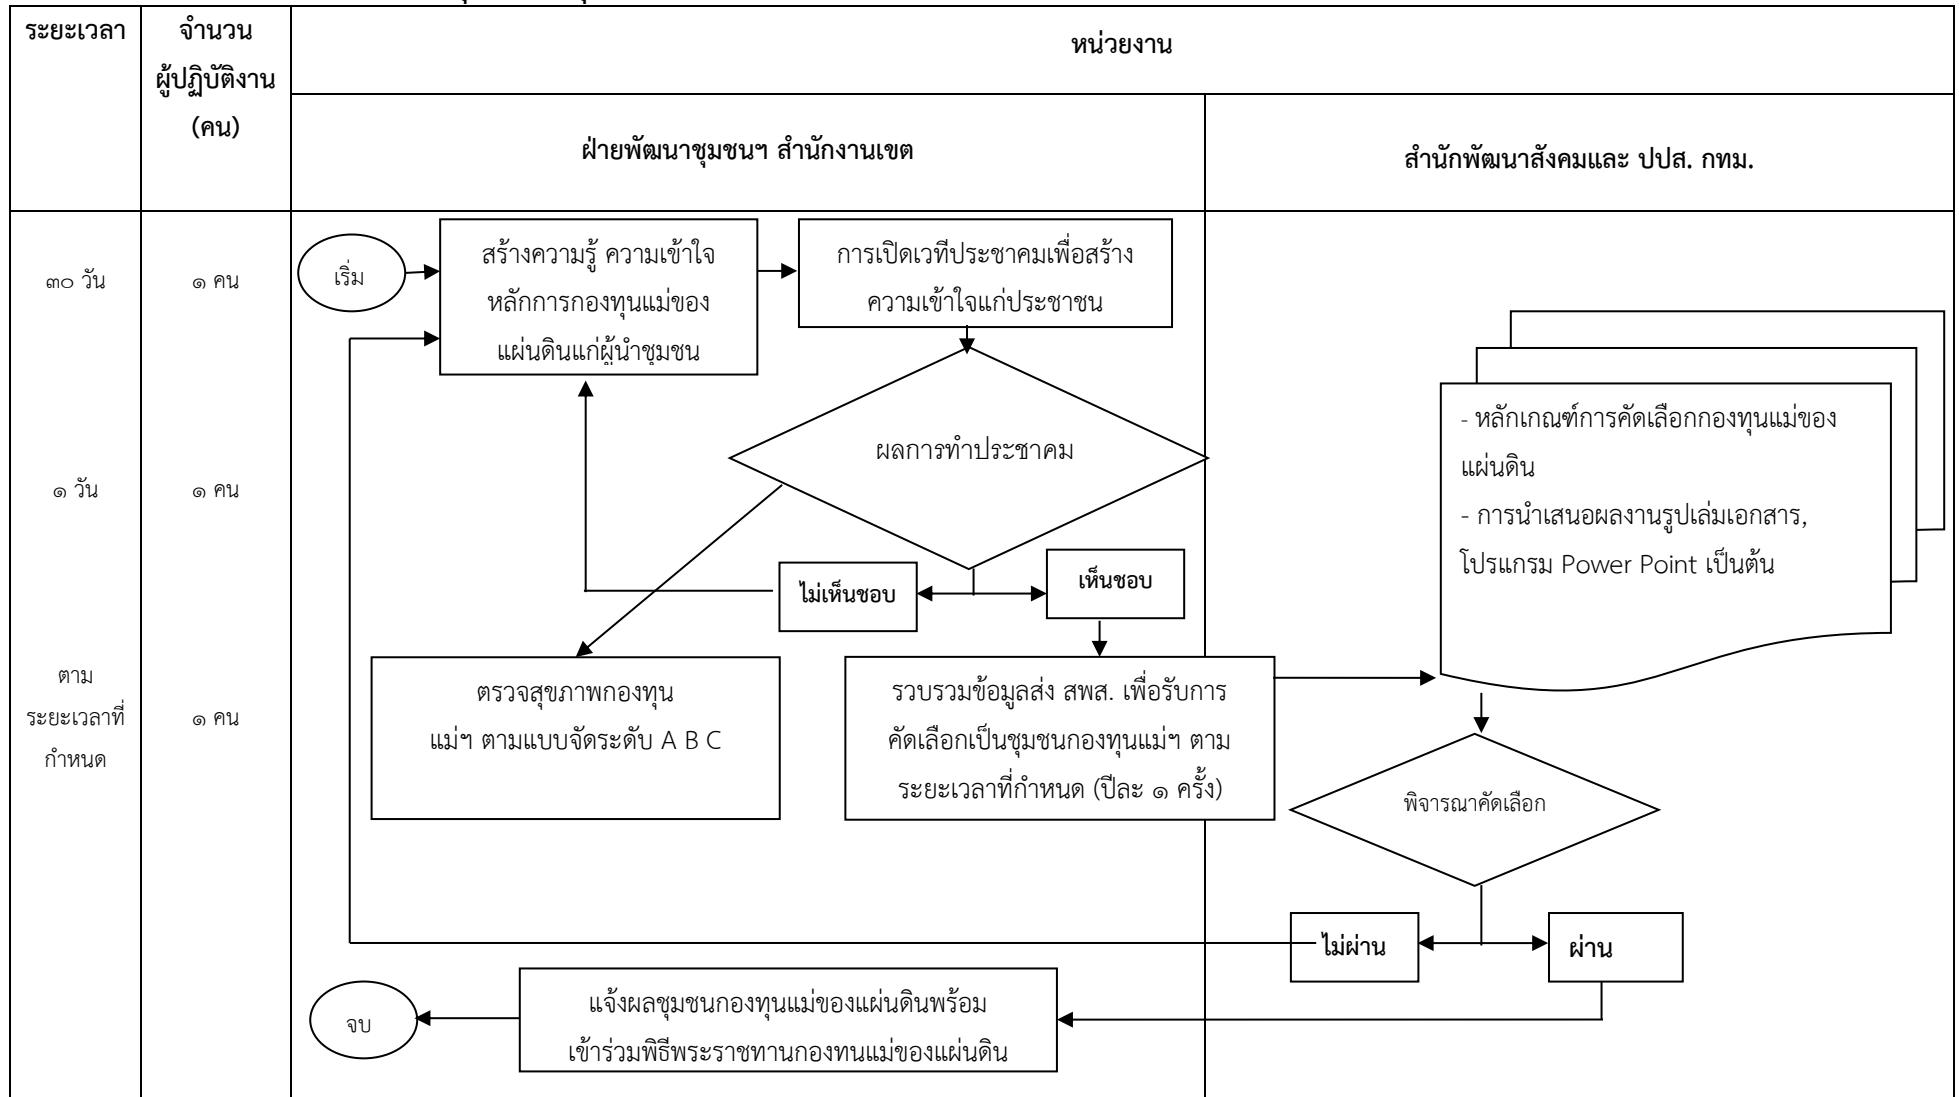 ระยะเวลา
จำนวน
ผู้ปฏิบัติงาน
(คน)
หน่วยงาน
ฝ่ายพัฒนาชุมชนฯ สำนักงานเขต
สำนักพัฒนาสังคมและ ปปส. กทม.
๓๐ วัน
๑ คน
เริ่ม
สร้างความรู้ ความเข้าใจ
หลักการกองทุนแม่ของ
แผ่นดินแก่ผู้นำชุมชน
การเปิดเวทีประชาคมเพื่อสร้าง
ความเข้าใจแก่ประชาชน
๑ วัน
๑ คน
ผลการทำประชาคม
- หลักเกณฑ์การคัดเลือกกองทุนแม่ของ
แผ่นดิน
- การนำเสนอผลงานรูปเล่มเอกสาร,
โปรแกรม Power Point เป็นต้น
ไม่เห็นชอบ
เห็นชอบ
ตาม
ระยะเวลาที่
กำหนด
๑ คน
ตรวจสุขภาพกองทุน
แม่ฯ ตามแบบจัดระดับ A B C
รวบรวมข้อมูลส่ง สพส. เพื่อรับการ
คัดเลือกเป็นชุมชนกองทุนแม่ฯ ตาม
ระยะเวลาที่กำหนด (ปีละ ๑ ครั้ง)
พิจารณาคัดเลือก
ไม่ผ่าน
ผ่าน
จบ
แจ้งผลชุมชนกองทุนแม่ของแผ่นดินพร้อม
เข้าร่วมพิธีพระราชทานกองทนแม่ของแผ่นดิน